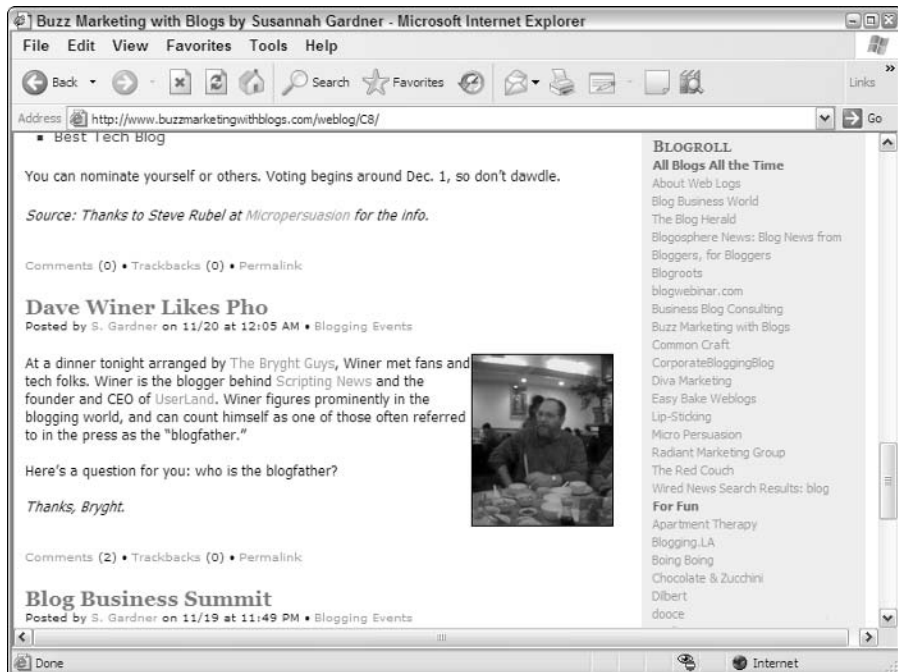 Buzz Marketing with Blogs by Susannah Gardner - Microsoft Internet Explorer
File Edit View Favorites Tools Help
Back Search Favorites Links
Address http://www.buzzmarketingwithblogs.com/weblog/C8/ Go
▪ Best Tech Blog
You can nominate yourself or others. Voting begins around Dec. 1, so don't dawdle.
Source: Thanks to Steve Rubel at Micropersuasion for the info.
Comments (0) • Trackbacks (0) • Permalink
Dave Winer Likes Pho
Posted by S. Gardner on 11/20 at 12:05 AM • Blogging Events
At a dinner tonight arranged by The Bryght Guys, Winer met fans and
tech folks. Winer is the blogger behind Scripting News and the
founder and CEO of UserLand. Winer figures prominently in the
blogging world, and can count himself as one of those often referred
to in the press as the “blogfather.”
Here's a question for you: who is the blogfather?
Thanks, Bryght.
Comments (2) • Trackbacks (0) • Permalink
Blog Business Summit
Posted by S. Gardner on 11/19 at 11:49 PM • Blogging Events
BLOGROLL
All Blogs All the Time
About Web Logs
Blog Business World
The Blog Herald
Blogosphere News: Blog News from
Bloggers, for Bloggers
Blogroots
blogwebinar.com
Business Blog Consulting
Buzz Marketing with Blogs
Common Craft
CorporateBloggingBlog
Diva Marketing
Easy Bake Weblogs
Lip-Sticking
Micro Persuasion
Radiant Marketing Group
The Red Couch
Wired News Search Results: blog
For Fun
Apartment Therapy
Blogging.LA
Boing Boing
Chocolate & Zucchini
Dilbert
dooce
Done Internet